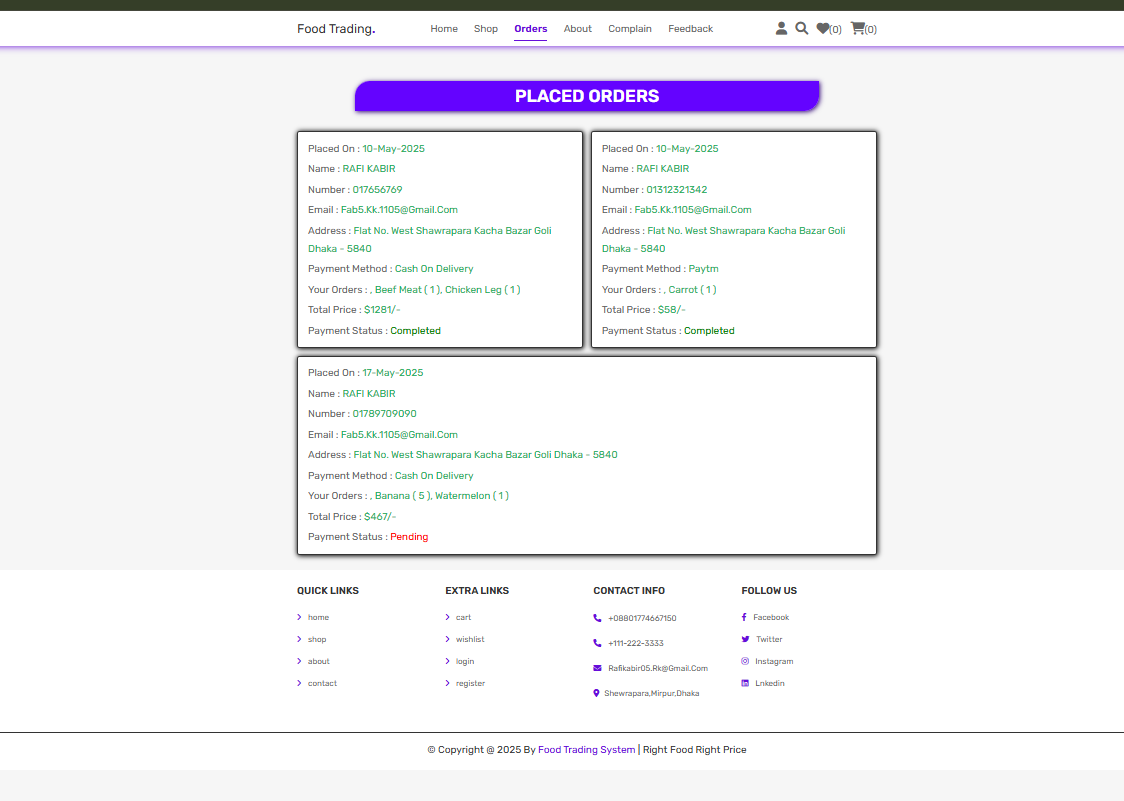 Food Trading. Home Shop Orders About Complain Feedback (0) (0)
PLACED ORDERS
Placed On : 10-May-2025
Name : RAFI KABIR
Number : 017656769
Email : Fab5.Kk.1105@Gmail.Com
Address : Flat No. West Shawrapara Kacha Bazar Goli
Dhaka - 5840
Payment Method : Cash On Delivery
Your Orders : , Beef Meat ( 1 ), Chicken Leg ( 1 )
Total Price : $1281/-
Payment Status : Completed
Placed On : 10-May-2025
Name : RAFI KABIR
Number : 01312321342
Email : Fab5.Kk.1105@Gmail.Com
Address : Flat No. West Shawrapara Kacha Bazar Goli
Dhaka - 5840
Payment Method : Paytm
Your Orders : , Carrot ( 1 )
Total Price : $58/-
Payment Status : Completed
Placed On : 17-May-2025
Name : RAFI KABIR
Number : 01789709090
Email : Fab5.Kk.1105@Gmail.Com
Address : Flat No. West Shawrapara Kacha Bazar Goli Dhaka - 5840
Payment Method : Cash On Delivery
Your Orders : , Banana ( 5 ), Watermelon ( 1 )
Total Price : $467/-
Payment Status : Pending
QUICK LINKS
home
shop
about
contact
EXTRA LINKS
cart
wishlist
login
register
CONTACT INFO
+08801774667150
+111-222-3333
Rafikabir05.Rk@Gmail.Com
Shewrapara,Mirpur,Dhaka
FOLLOW US
Facebook
Twitter
Instagram
Lnkedin
© Copyright @ 2025 By Food Trading System | Right Food Right Price